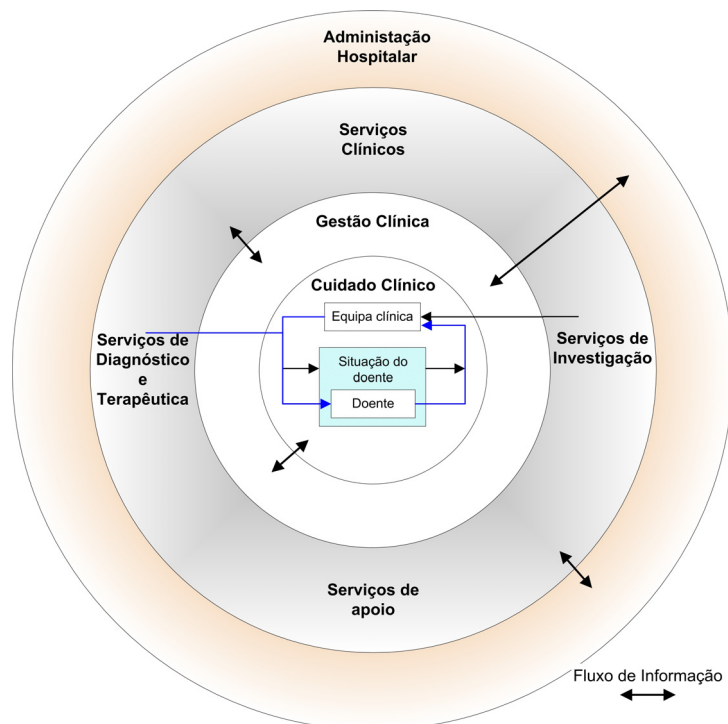 Administação
Hospitalar
Serviços
Clínicos
Gestão Clínica
Cuidado Clínico
Equipa clínica
Serviços de
Diagnóstico
e
Terapêutica
Situação do
doente
Doente
Serviços de
Investigação
Serviços de
apoio
Fluxo de Informação